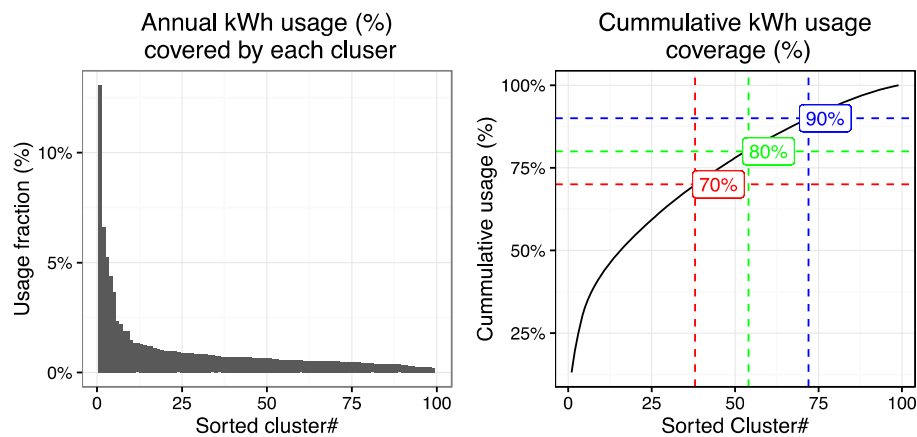 Annual kWh usage (%)
covered by each cluser
Usage fraction (%)
10%
5%
0%
0
25
50
75
100
Sorted cluster#
Cummulative kWh usage
coverage (%)
Cummulative usage (%)
100%
75%
50%
25%
90%
80%
70%
0
25
50
75
100
Sorted Cluster#